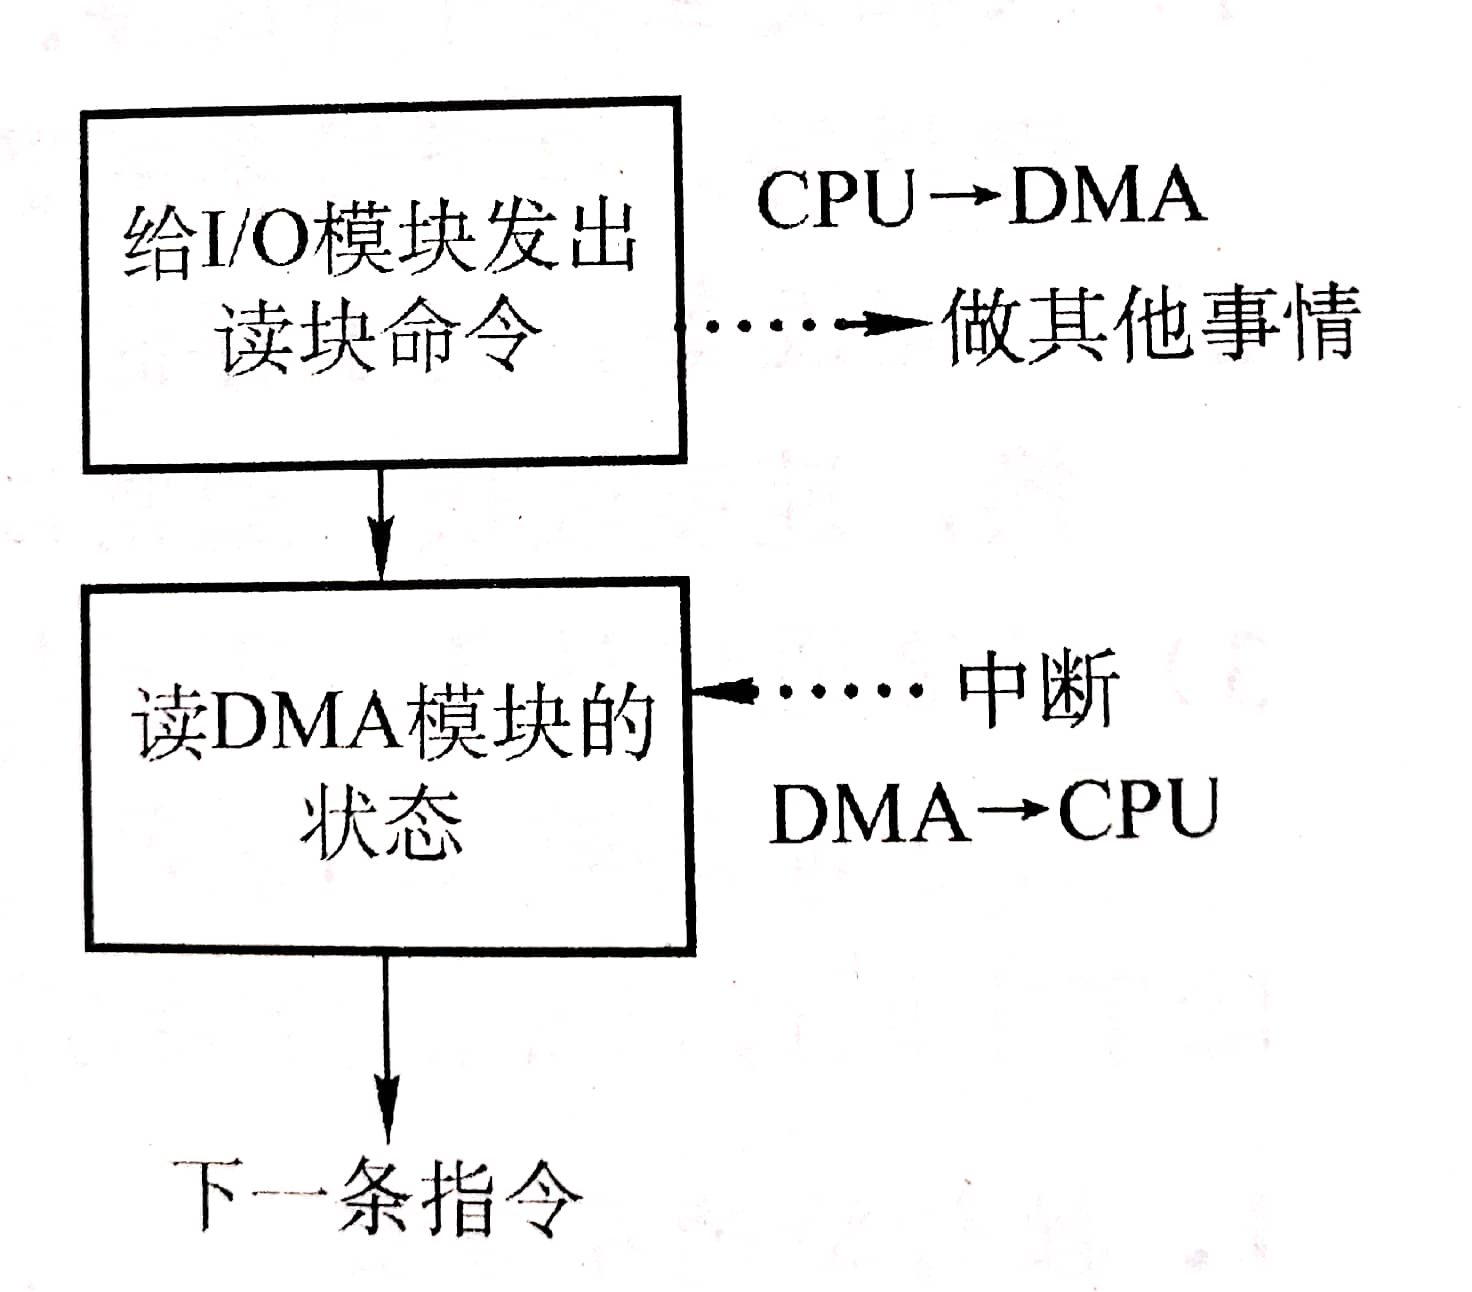 给I/O模块发出
读块命令
CPU→DMA
做其他事情
读DMA模块的
状态
中断
DMA→CPU
下一条指令